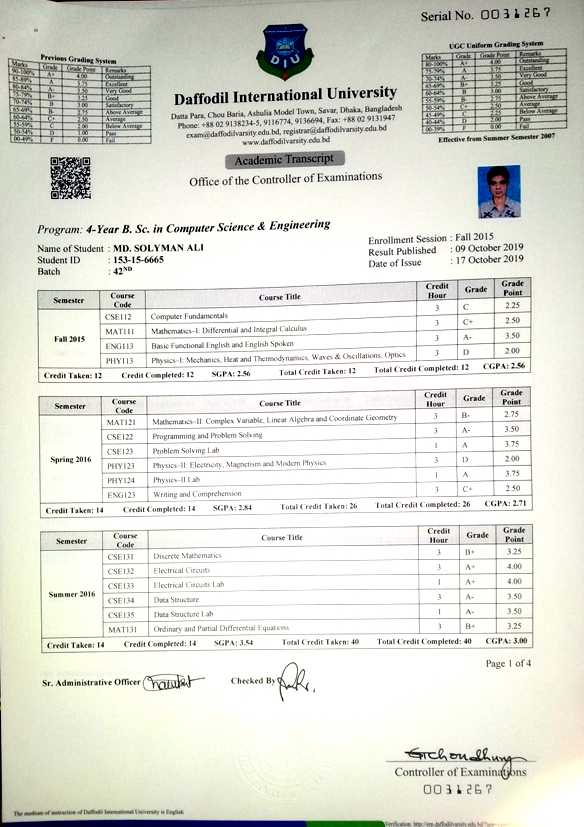 Serial No. 0031267
Previous Grading System
Marks Grade Grade Point Remarks
90-100% A+ 4.00 Outstanding
85-89% A 3.75 Excellent
80-84% A- 3.50 Very Good
75-79% B+ 3.25 Good
70-74% B 3.00 Satisfactory
65-69% B- 2.75 Above Average
60-64% C+ 2.50 Average
55-59% C 2.00 Below Average
50-54% D 2.00 Pass
00-49% F 0.00 Fail
UGC Uniform Grading System
Marks Grade Grade Point Remarks
80-100% A+ 4.00 Outstanding
75-79% A 3.75 Excellent
70-74% A- 3.50 Very Good
65-69% B+ 3.25 Good
60-64% B 3.00 Satisfactory
55-59% B- 2.75 Above Average
50-54% C+ 2.50 Average
45-49% C 2.25 Below Average
40-44% D 2.00 Pass
00-39% F 0.00 Fail
Effective from Summer Semester 2007
DIU
Daffodil International University
Datta Para, Chou Baria, Ashulia Model Town, Savar, Dhaka, Bangladesh
Phone: +88 02 9138234-5, 9116774, 9136694, Fax: +88 02 9131947
exam@daffodilvarsity.edu.bd, registrar@daffodilvarsity.edu.bd
www.daffodilvarsity.edu.bd
Academic Transcript
Office of the Controller of Examinations
Program: 4-Year B. Sc. in Computer Science & Engineering
Name of Student : MD. SOLYMAN ALI
Student ID : 153-15-6665
Batch : 42ND
Enrollment Session : Fall 2015
Result Published : 09 October 2019
Date of Issue : 17 October 2019
Semester Course Code Course Title Credit Hour Grade Grade Point
Fall 2015
CSE112 Computer Fundamentals 3 C 2.25
MAT111 Mathematics-I: Differential and Integral Calculus 3 C+ 2.50
ENG113 Basic Functional English and English Spoken 3 A- 3.50
PHY113 Physics-I: Mechanics, Heat and Thermodynamics, Waves & Oscillations, Optics 3 D 2.00
Credit Taken: 12 Credit Completed: 12 SGPA: 2.56 Total Credit Taken: 12 Total Credit Completed: 12 CGPA: 2.56
Semester Course Code Course Title Credit Hour Grade Grade Point
Spring 2016
MAT121 Mathematics-II: Complex Variable, Linear Algebra and Coordinate Geometry 3 B- 2.75
CSE122 Programming and Problem Solving 3 A- 3.50
CSE123 Problem Solving Lab 1 A 3.75
PHY123 Physics-II: Electricity, Magnetism and Modern Physics 3 D 2.00
PHY124 Physics-II Lab 1 A 3.75
ENG123 Writing and Comprehension 3 C+ 2.50
Credit Taken: 14 Credit Completed: 14 SGPA: 2.84 Total Credit Taken: 26 Total Credit Completed: 26 CGPA: 2.71
Semester Course Code Course Title Credit Hour Grade Grade Point
Summer 2016
CSE131 Discrete Mathematics 3 B+ 3.25
CSE132 Electrical Circuits 3 A+ 4.00
CSE133 Electrical Circuits Lab 1 A+ 4.00
CSE134 Data Structure 3 A- 3.50
CSE135 Data Structure Lab 1 A- 3.50
MAT131 Ordinary and Partial Differential Equations 3 B+ 3.25
Credit Taken: 14 Credit Completed: 14 SGPA: 3.54 Total Credit Taken: 40 Total Credit Completed: 40 CGPA: 3.00
Page 1 of 4
Sr. Administrative Officer
Checked By
Controller of Examinations
0031267
The medium of instruction of Daffodil International University is English
Verification: http://erp.daffodilvarsity.edu.bd